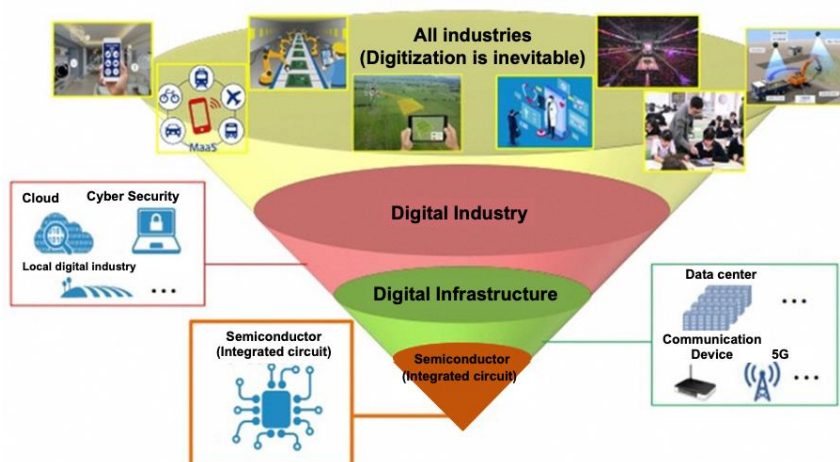 All industries
(Digitization is inevitable)
MaaS
Digital Industry
Cloud
Cyber Security
Local digital industry
• • •
Digital Infrastructure
Data center
• • •
Communication
Device
5G
• • •
Semiconductor
(Integrated circuit)
Semiconductor
(Integrated circuit)